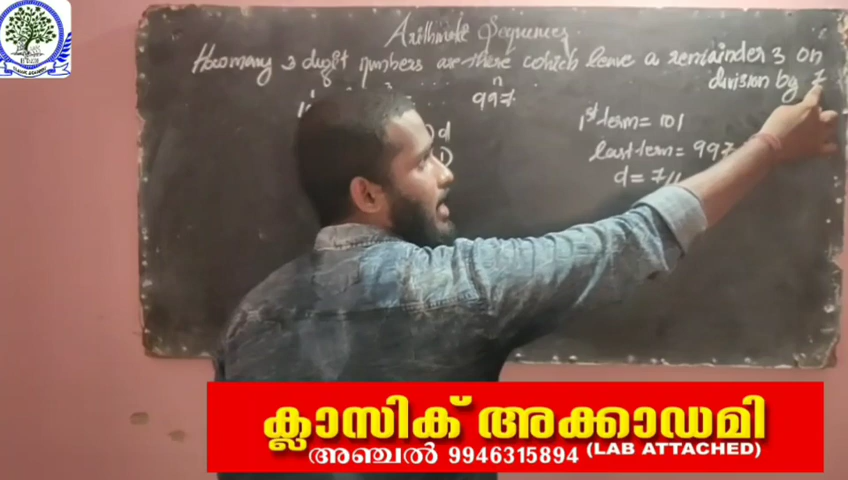 Arithmetic Sequences
How many 3 digit numbers are there which leave a remainder 3 on
division by 7
n
997
1st term = 101
last term = 997
d = 7//
ക്ലാസിക് അക്കാഡമി
അഞ്ചൽ 9946315894 (LAB ATTACHED)